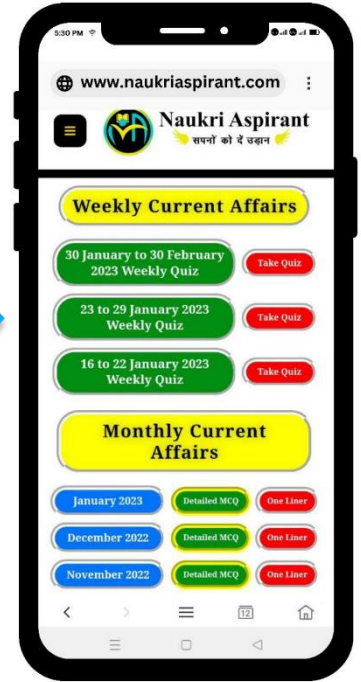 5:30 PM
www.naukriaspirant.com
Naukri Aspirant
सपनों को दें उड़ान
Weekly Current Affairs
30 January to 30 February
2023 Weekly Quiz
Take Quiz
23 to 29 January 2023
Weekly Quiz
Take Quiz
16 to 22 January 2023
Weekly Quiz
Take Quiz
Monthly Current
Affairs
January 2023 Detailed MCQ One Liner
December 2022 Detailed MCQ One Liner
November 2022 Detailed MCQ One Liner
12